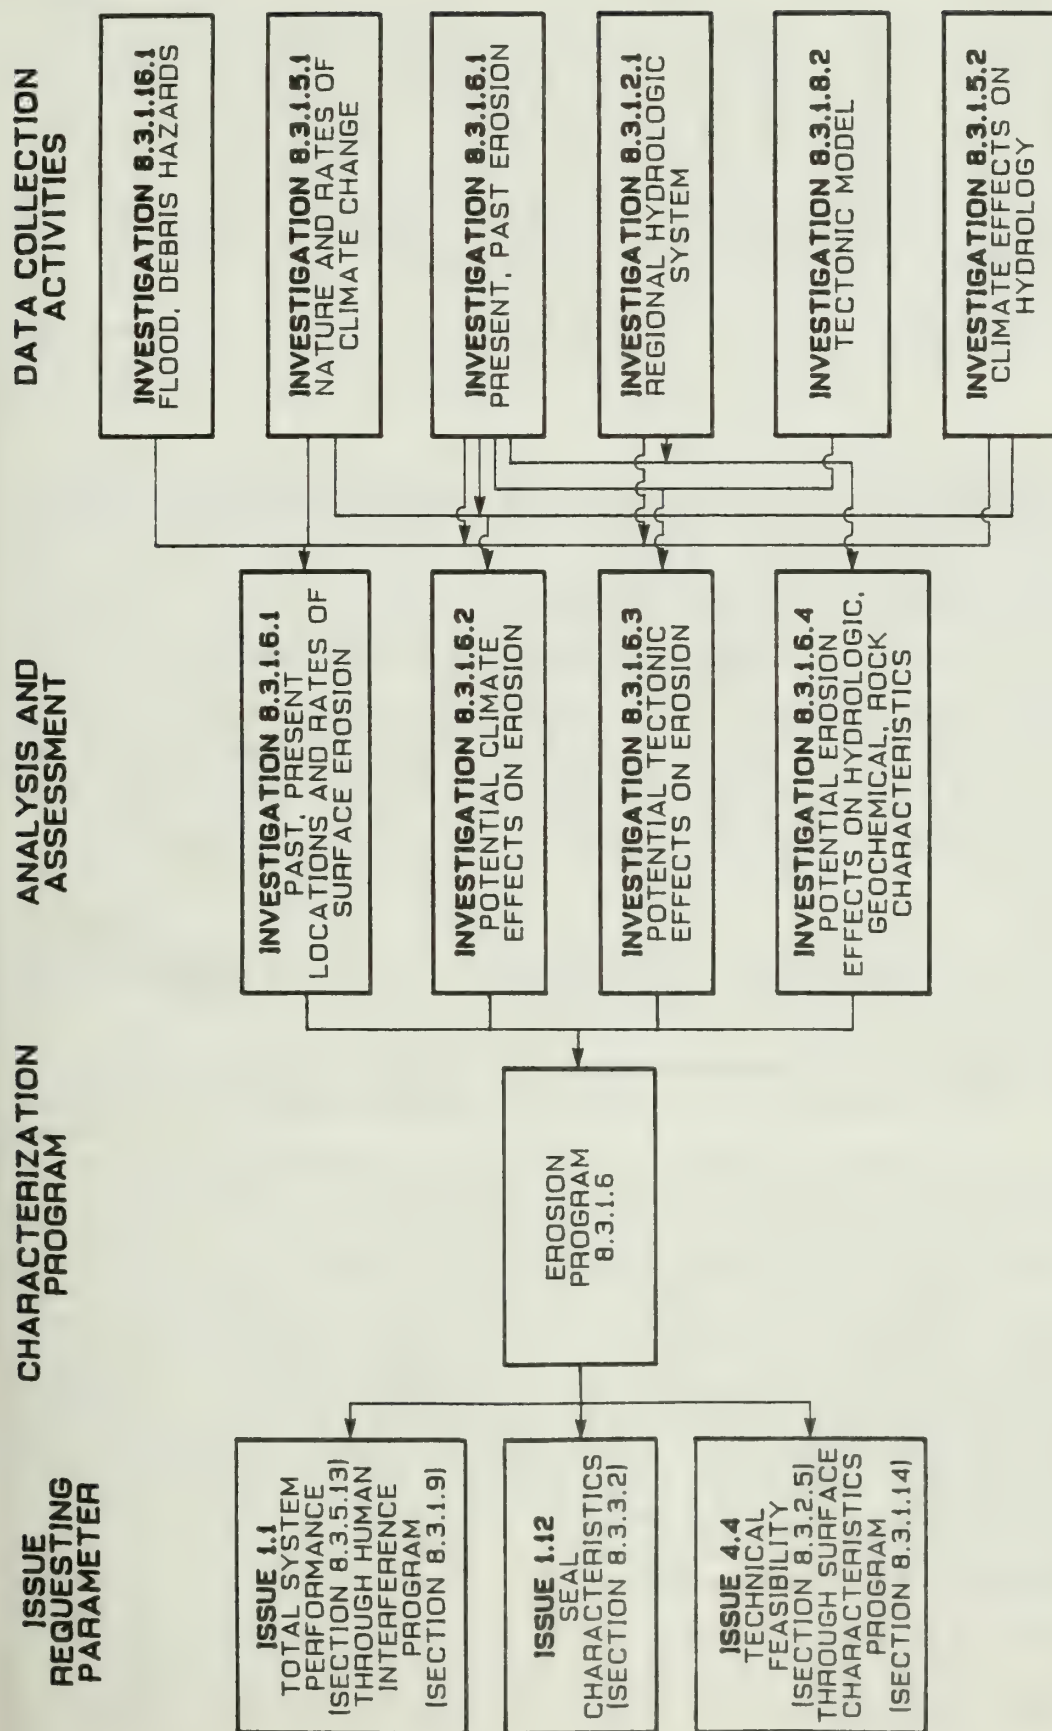 ISSUE
REQUESTING
PARAMETER
CHARACTERIZATION
PROGRAM
ANALYSIS AND
ASSESSMENT
DATA COLLECTION
ACTIVITIES
ISSUE 1.1
TOTAL SYSTEM
PERFORMANCE
(SECTION 8.3.5.13)
THROUGH HUMAN
INTERFERENCE
PROGRAM
(SECTION 8.3.1.9)
ISSUE 1.12
SEAL
CHARACTERISTICS
(SECTION 8.3.3.2)
ISSUE 4.4
TECHNICAL
FEASIBILITY
(SECTION 8.3.2.5)
THROUGH SURFACE
CHARACTERISTICS
PROGRAM
(SECTION 8.3.1.14)
EROSION
PROGRAM
8.3.1.6
INVESTIGATION 8.3.1.6.1
PAST, PRESENT
LOCATIONS AND RATES OF
SURFACE EROSION
INVESTIGATION 8.3.1.6.2
POTENTIAL CLIMATE
EFFECTS ON EROSION
INVESTIGATION 8.3.1.6.3
POTENTIAL TECTONIC
EFFECTS ON EROSION
INVESTIGATION 8.3.1.6.4
POTENTIAL EROSION
EFFECTS ON HYDROLOGIC,
GEOCHEMICAL, ROCK
CHARACTERISTICS
INVESTIGATION 8.3.1.16.1
FLOOD, DEBRIS HAZARDS
INVESTIGATION 8.3.1.5.1
NATURE AND RATES OF
CLIMATE CHANGE
INVESTIGATION 8.3.1.6.1
PRESENT, PAST EROSION
INVESTIGATION 8.3.1.2.1
REGIONAL HYDROLOGIC
SYSTEM
INVESTIGATION 8.3.1.8.2
TECTONIC MODEL
INVESTIGATION 8.3.1.5.2
CLIMATE EFFECTS ON
HYDROLOGY